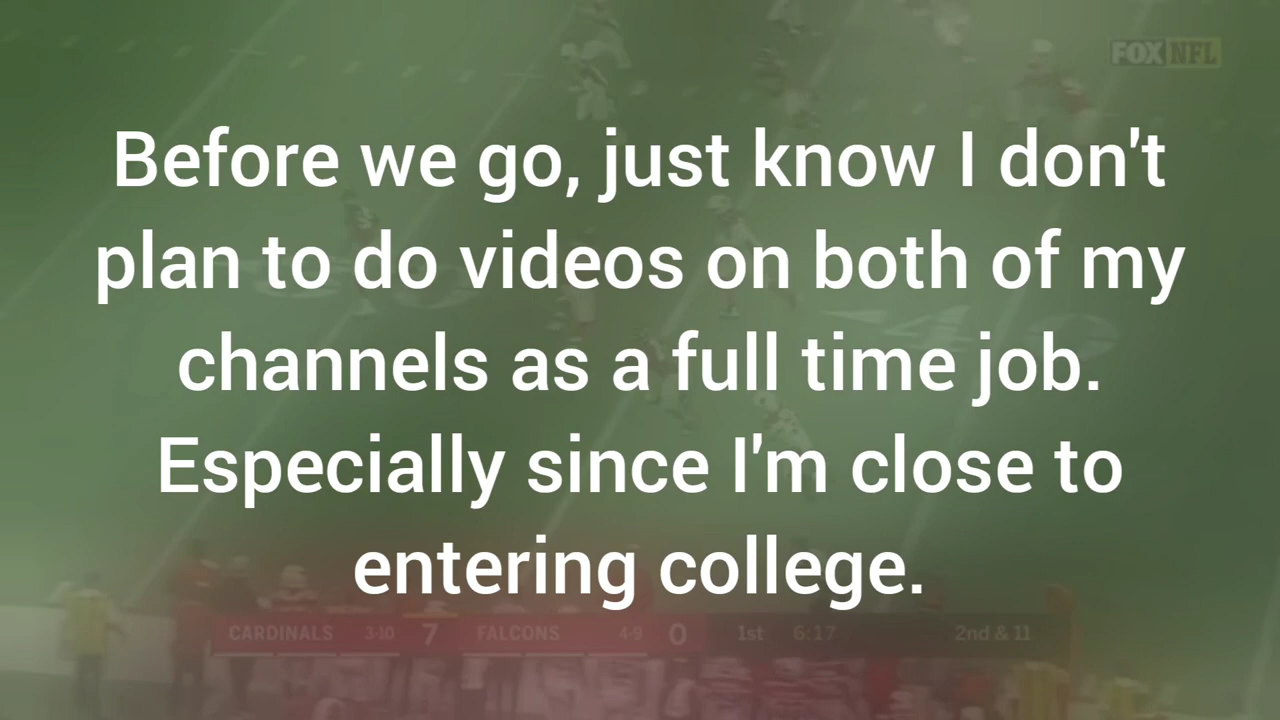 FOX NFL
Before we go, just know I don't
plan to do videos on both of my
channels as a full time job.
Especially since I'm close to
entering college.
CARDINALS 3-10 7 FALCONS 4-9 0 1st 6:17 2nd & 11